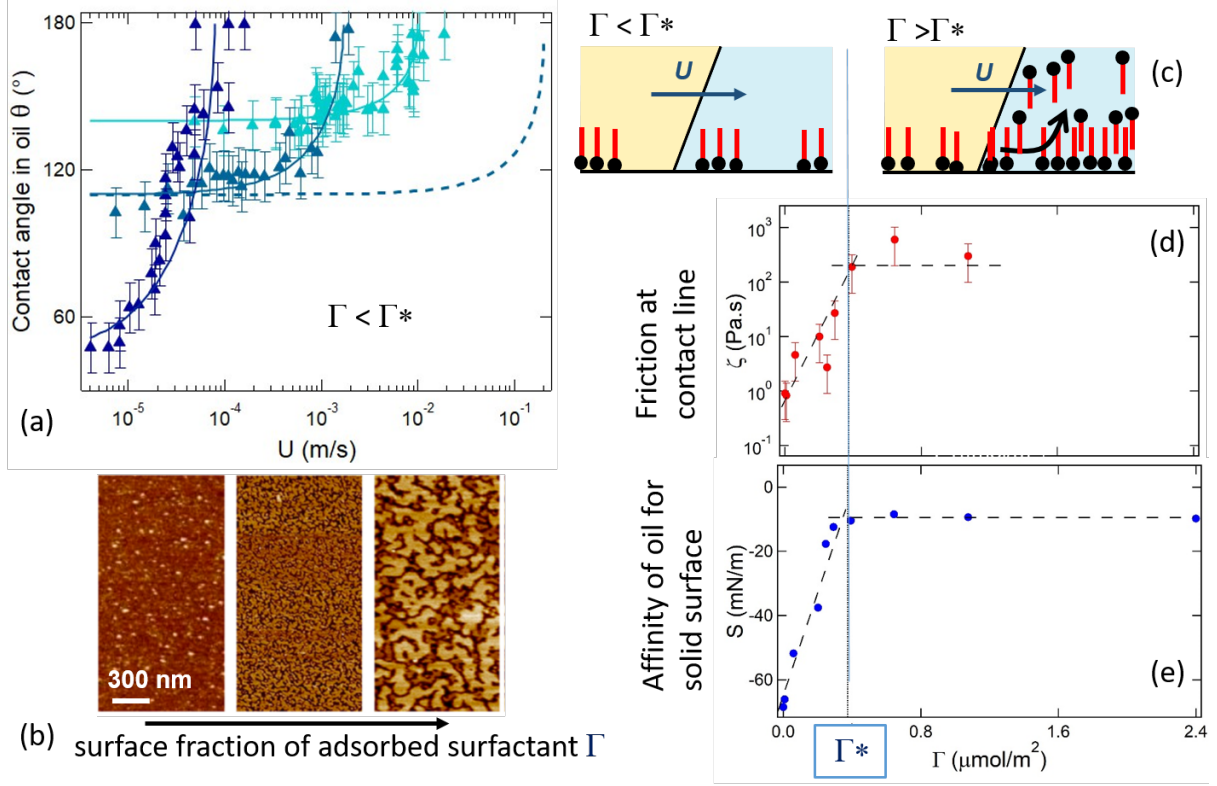 180
120
60
Contact angle in oil θ (°)
Γ < Γ*
10⁻⁵
10⁻⁴
10⁻³
10⁻²
10⁻¹
U (m/s)
(a)
300 nm
(b)
surface fraction of adsorbed surfactant Γ
Γ < Γ*
Γ >Γ*
U
U
(c)
Friction at
contact line
ζ (Pa.s)
10³
10²
10¹
10⁰
10⁻¹
(d)
Affinity of oil for
solid surface
S (mN/m)
0
-20
-40
-60
(e)
0.0
0.8
1.6
2.4
Γ*
Γ (μmol/m²)